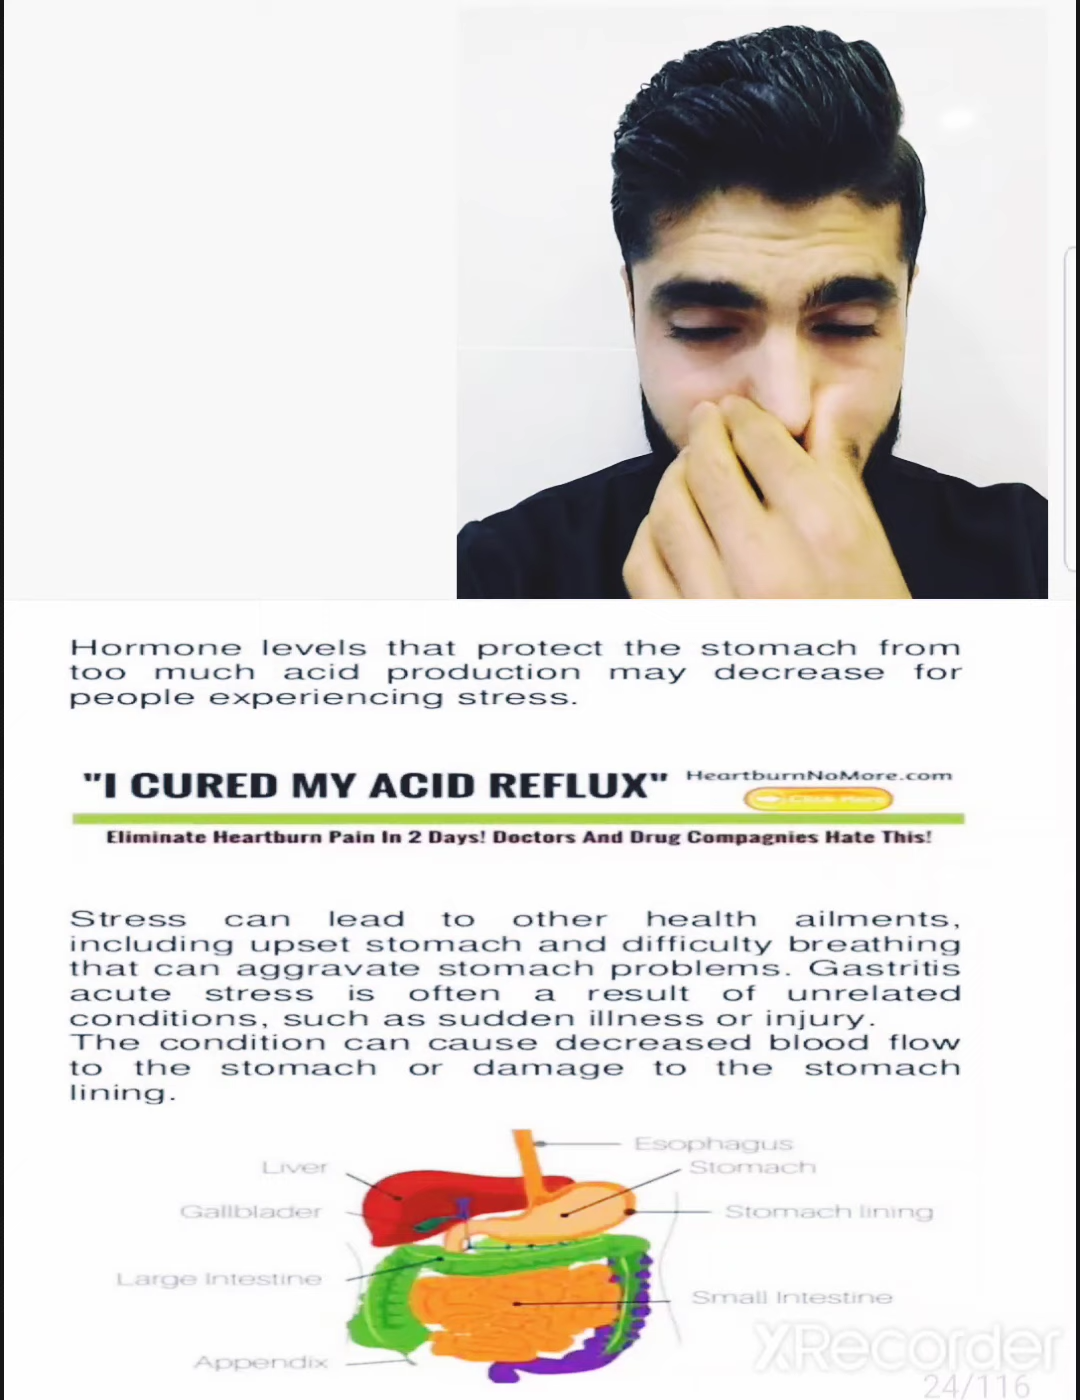 Hormone levels that protect the stomach from
too much acid production may decrease for
people experiencing stress.
"I CURED MY ACID REFLUX" HeartburnNoMore.com
Eliminate Heartburn Pain In 2 Days! Doctors And Drug Compagnies Hate This!
Stress can lead to other health ailments,
including upset stomach and difficulty breathing
that can aggravate stomach problems. Gastritis
acute stress is often a result of unrelated
conditions, such as sudden illness or injury.
The condition can cause decreased blood flow
to the stomach or damage to the stomach
lining.
Esophagus
Liver
Stomach
Gallblader
Stomach lining
Large Intestine
Small Intestine
Appendix
XRecorder
24/116